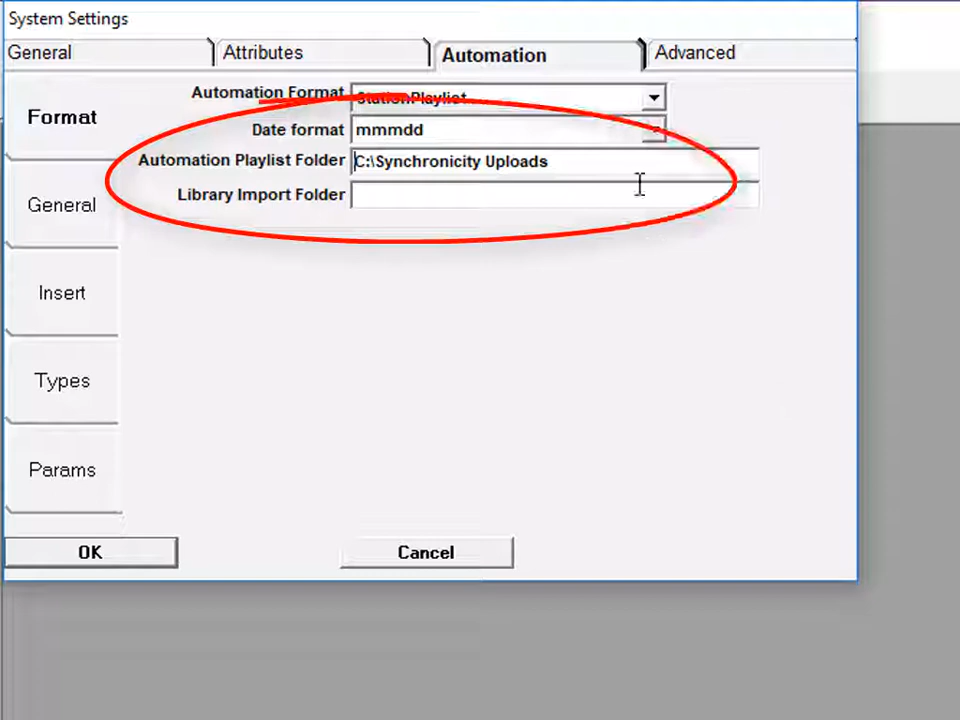 System Settings
General Attributes Automation Advanced
Format
General
Insert
Types
Params
Automation Format StationPlaylist
Date format mmmdd
Automation Playlist Folder C:\Synchronicity Uploads
Library Import Folder
OK Cancel